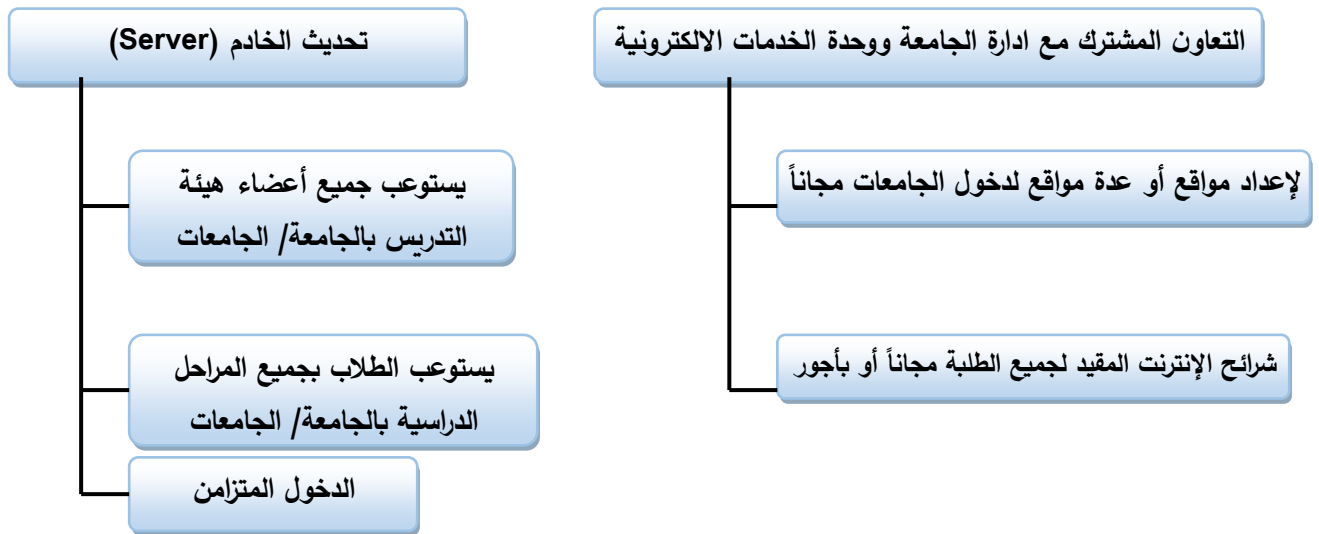 التعاون المشترك مع ادارة الجامعة ووحدة الخدمات الالكترونية
لإعداد مواقع أو عدة مواقع لدخول الجامعات مجاناً
شرائح الإنترنت المقيد لجميع الطلبة مجاناً أو بأجور
تحديث الخادم (Server)
يستوعب جميع أعضاء هيئة
التدريس بالجامعة/ الجامعات
يستوعب الطلاب بجميع المراحل
الدراسية بالجامعة/ الجامعات
الدخول المتزامن